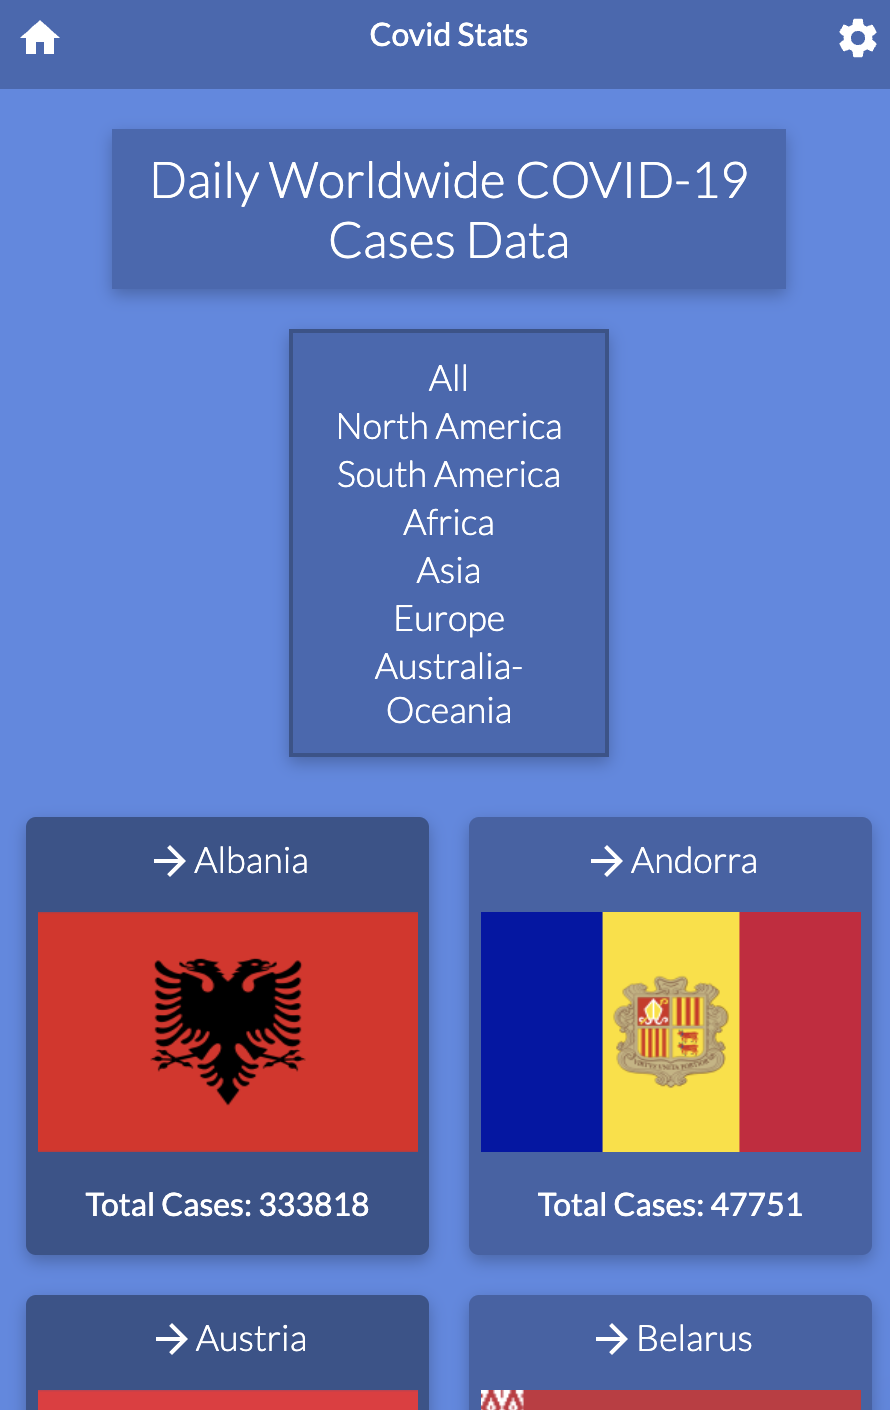 Covid Stats
Daily Worldwide COVID-19
Cases Data
All
North America
South America
Africa
Asia
Europe
Australia-
Oceania
→ Albania
→ Andorra
Total Cases: 333818
Total Cases: 47751
→ Austria
→ Belarus